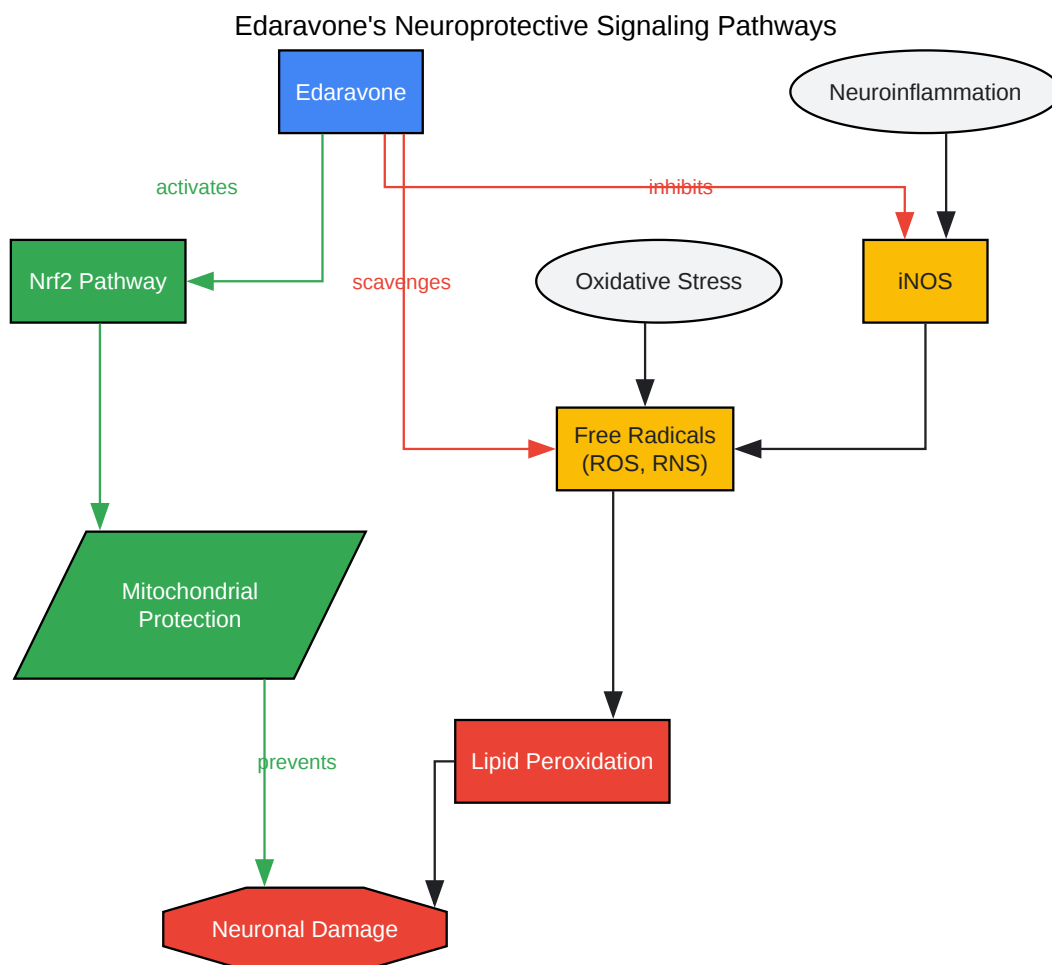 Edaravone's Neuroprotective Signaling Pathways
Edaravone
Neuroinflammation
activates
inhibits
Nrf2 Pathway
scavenges
Oxidative Stress
iNOS
Free Radicals
(ROS, RNS)
Mitochondrial
Protection
prevents
Lipid Peroxidation
Neuronal Damage